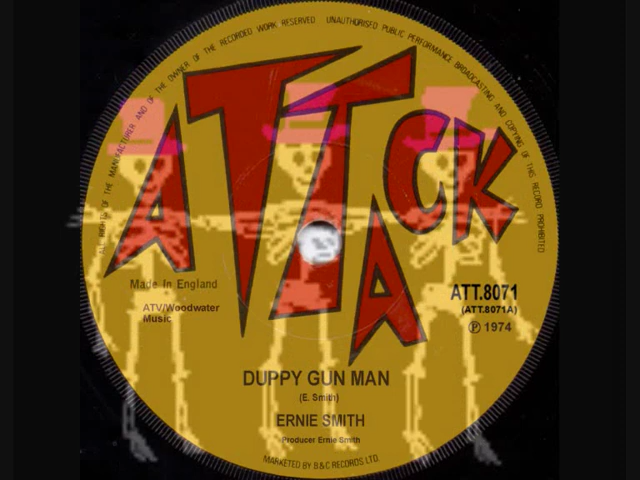 ALL RIGHTS OF THE MANUFACTURER AND OF THE OWNER OF THE RECORDED WORK RESERVED UNAUTHORISED PUBLIC PERFORMANCE BROADCASTING AND COPYING OF THIS RECORD PROHIBITED
ATTACK
Made in England
ATV/Woodwater
Music
ATT.8071
(ATT.8071A)
℗ 1974
DUPPY GUN MAN
(E. Smith)
ERNIE SMITH
Producer Ernie Smith
MARKETED BY B&C RECORDS LTD.